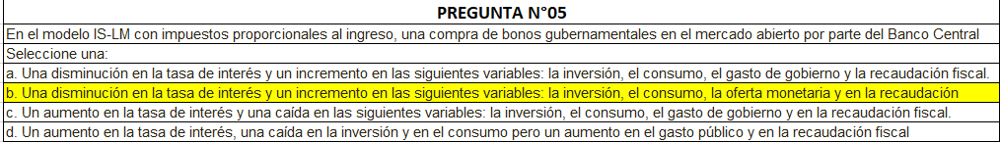 PREGUNTA N°05
En el modelo IS-LM con impuestos proporcionales al ingreso, una compra de bonos gubernamentales en el mercado abierto por parte del Banco Central
Seleccione una:
a. Una disminución en la tasa de interés y un incremento en las siguientes variables: la inversión, el consumo, el gasto de gobierno y la recaudación fiscal.
b. Una disminución en la tasa de interés y un incremento en las siguientes variables: la inversión, el consumo, la oferta monetaria y en la recaudación
c. Un aumento en la tasa de interés y una caída en las siguientes variables: la inversión, el consumo, el gasto de gobierno y en la recaudación fiscal.
d. Un aumento en la tasa de interés, una caída en la inversión y en el consumo pero un aumento en el gasto público y en la recaudación fiscal